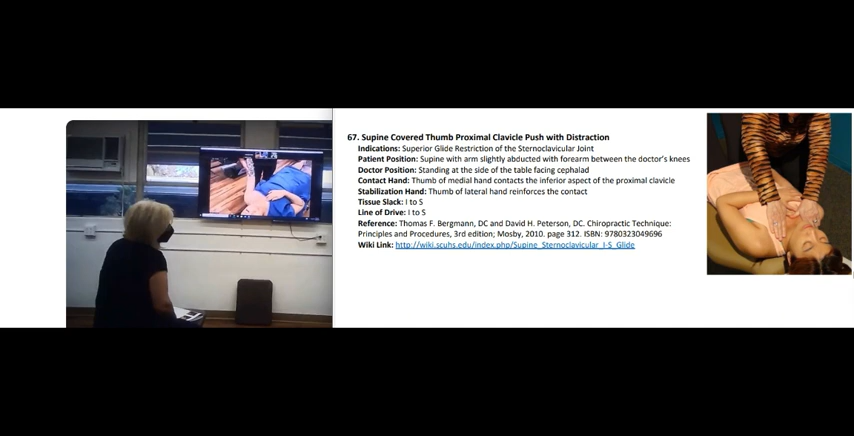 67. Supine Covered Thumb Proximal Clavicle Push with Distraction
Indications: Superior Glide Restriction of the Sternoclavicular Joint
Patient Position: Supine with arm slightly abducted with forearm between the doctor's knees
Doctor Position: Standing at the side of the table facing cephalad
Contact Hand: Thumb of medial hand contacts the inferior aspect of the proximal clavicle
Stabilization Hand: Thumb of lateral hand reinforces the contact
Tissue Slack: I to S
Line of Drive: I to S
Reference: Thomas F. Bergmann, DC and David H. Peterson, DC. Chiropractic Technique:
Principles and Procedures, 3rd edition; Mosby, 2010. page 312. ISBN: 9780323049696
Wiki Link: http://wiki.scuhs.edu/index.php/Supine_Sternoclavicular_I-S_Glide